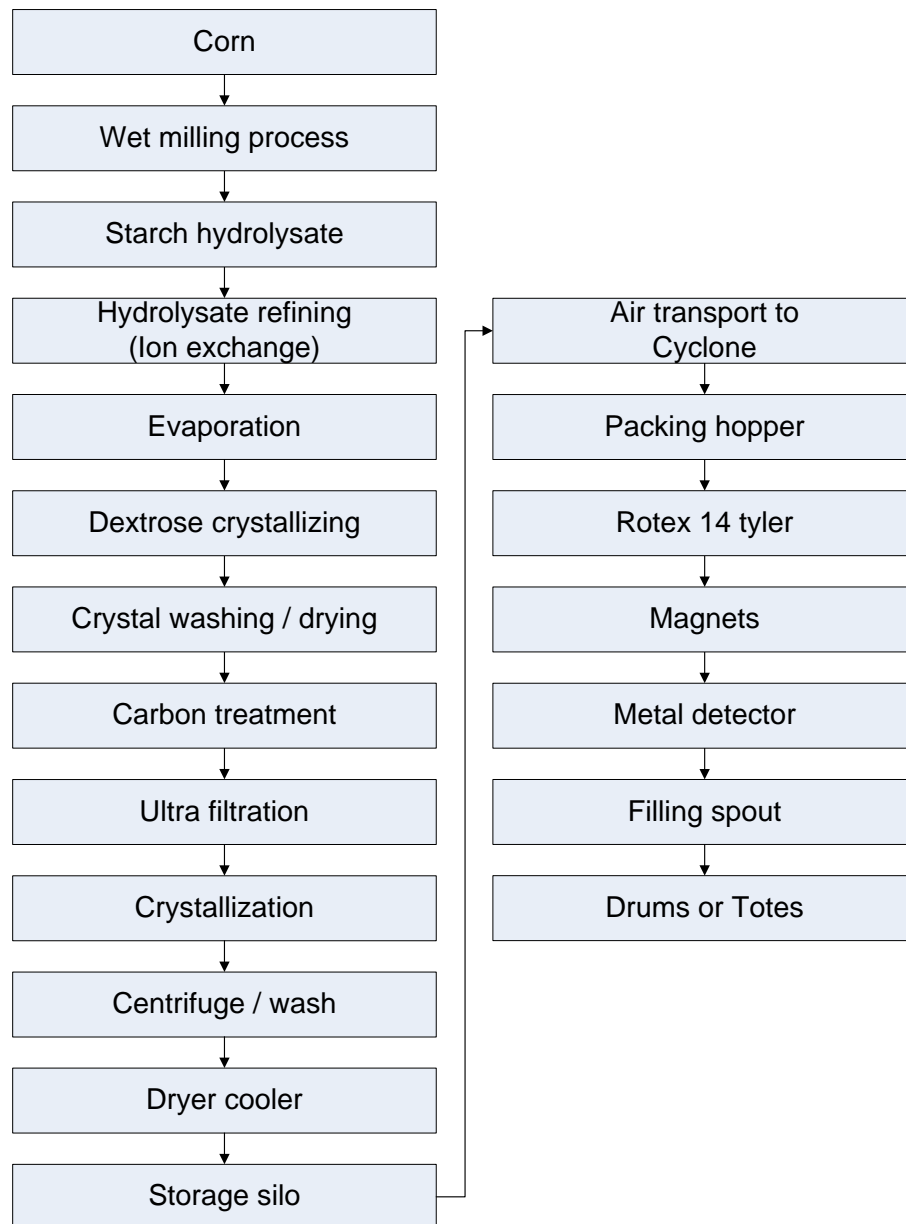 Corn
Wet milling process
Starch hydrolysate
Hydrolysate refining
(Ion exchange)
Evaporation
Dextrose crystallizing
Crystal washing / drying
Carbon treatment
Ultra filtration
Crystallization
Centrifuge / wash
Dryer cooler
Storage silo
Air transport to
Cyclone
Packing hopper
Rotex 14 tyler
Magnets
Metal detector
Filling spout
Drums or Totes